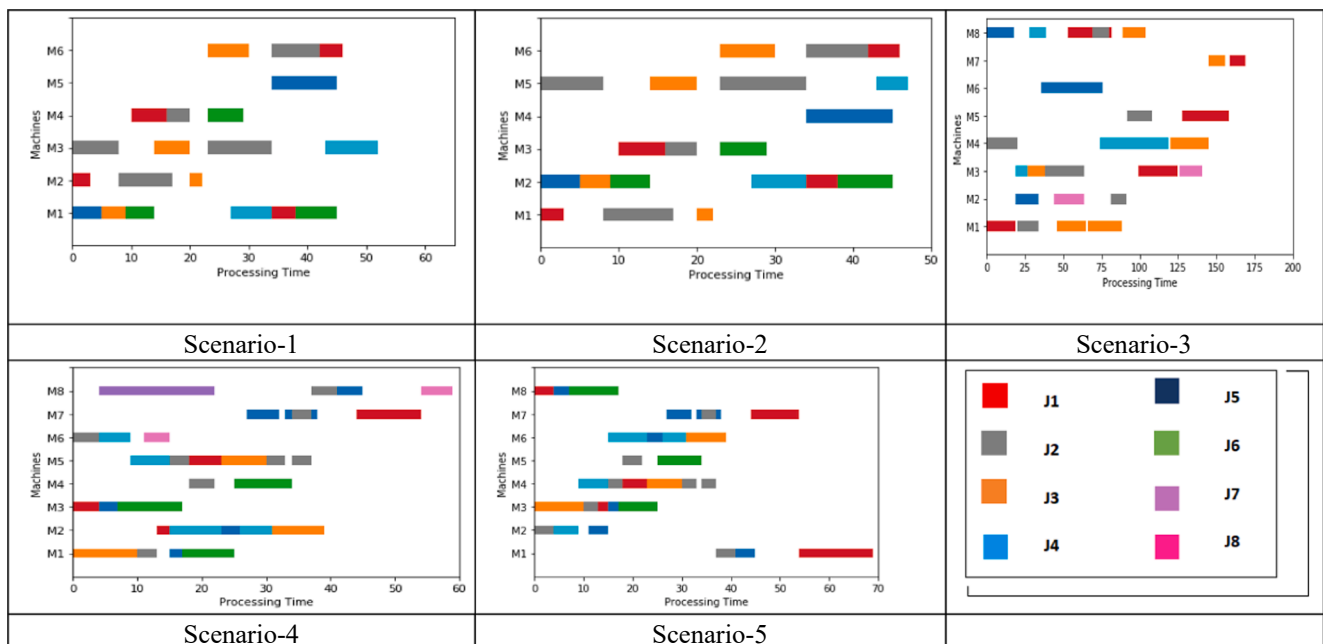 M6
M5
M4
M3
M2
M1
Machines
0 10 20 30 40 50 60
Processing Time
M6
M5
M4
M3
M2
M1
Machines
0 10 20 30 40 50
Processing Time
M8
M7
M6
M5
M4
M3
M2
M1
Machines
0 25 50 75 100 125 150 175 200
Processing Time
Scenario-1 Scenario-2 Scenario-3
M8
M7
M6
M5
M4
M3
M2
M1
Machines
0 10 20 30 40 50 60
Processing Time
M8
M7
M6
M5
M4
M3
M2
M1
Machines
0 10 20 30 40 50 60 70
Processing Time
J1 J5
J2 J6
J3 J7
J4 J8
Scenario-4 Scenario-5